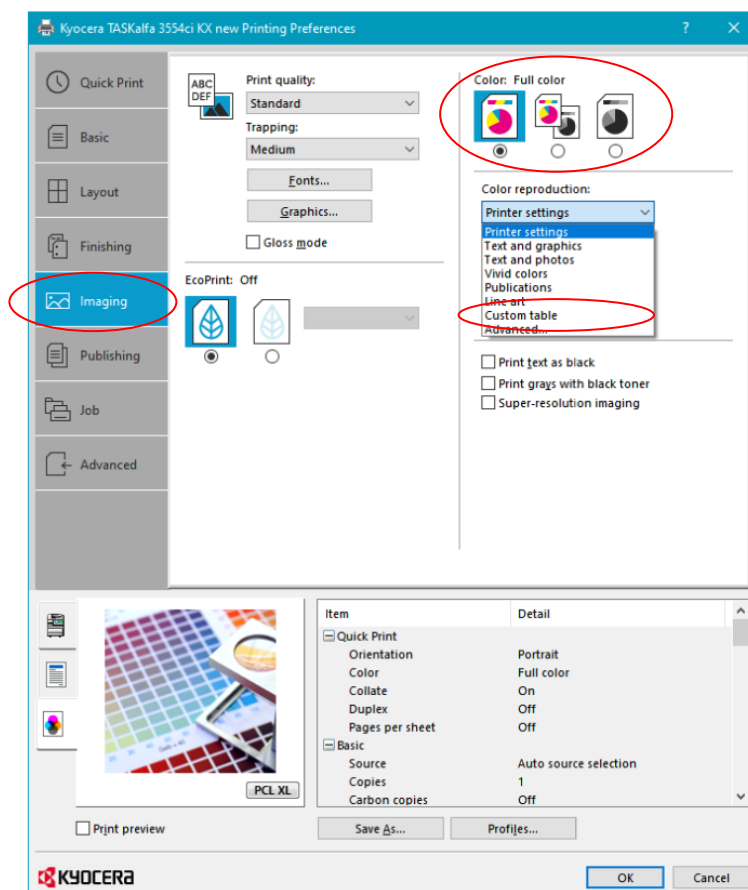 Kyocera TASKalfa 3554ci KX new Printing Preferences
?
Quick Print
Basic
Layout
Finishing
Imaging
Publishing
Job
Advanced
ABC
DEF
Print quality:
Standard
Trapping:
Medium
Fonts...
Graphics...
Gloss mode
EcoPrint: Off
Color: Full color
Color reproduction:
Printer settings
Printer settings
Text and graphics
Text and photos
Vivid colors
Publications
Line art
Custom table
Advanced...
Print text as black
Print grays with black toner
Super-resolution imaging
PCL XL
Print preview
Item Detail
Quick Print
Orientation Portrait
Color Full color
Collate On
Duplex Off
Pages per sheet Off
Basic
Source Auto source selection
Copies 1
Carbon copies Off
Save As... Profiles...
KYOCERA
OK Cancel